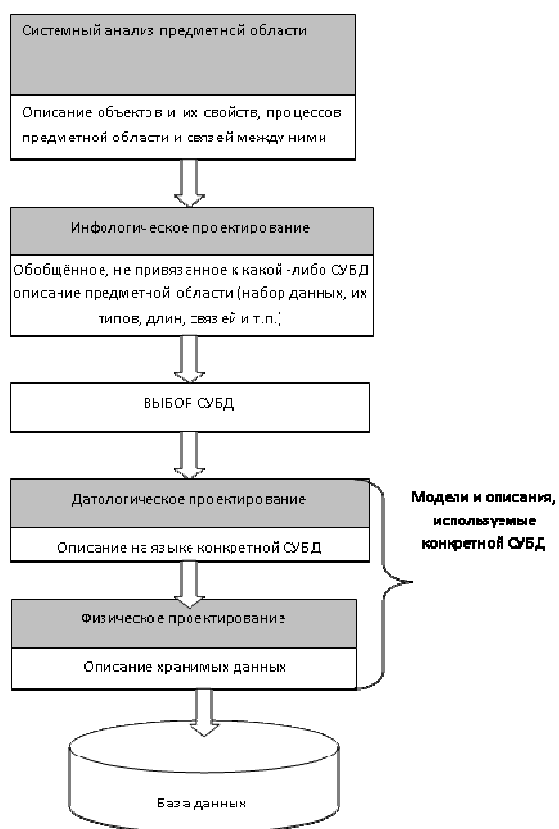 Системный анализ предметной области
Описание объектов и их свойств, процессов
предметной области и связей между ними
Инфологическое проектирование
Обобщённое, не привязанное к какой -либо СУБД
описание предметной области (набор данных, их
типов, длин, связей и т.п.)
ВЫБОР СУБД
Датологическое проектирование
Описание на языке конкретной СУБД
Модели и описания,
используемые
конкретной СУБД
Физическое проектирование
Описание хранимых данных
База данных